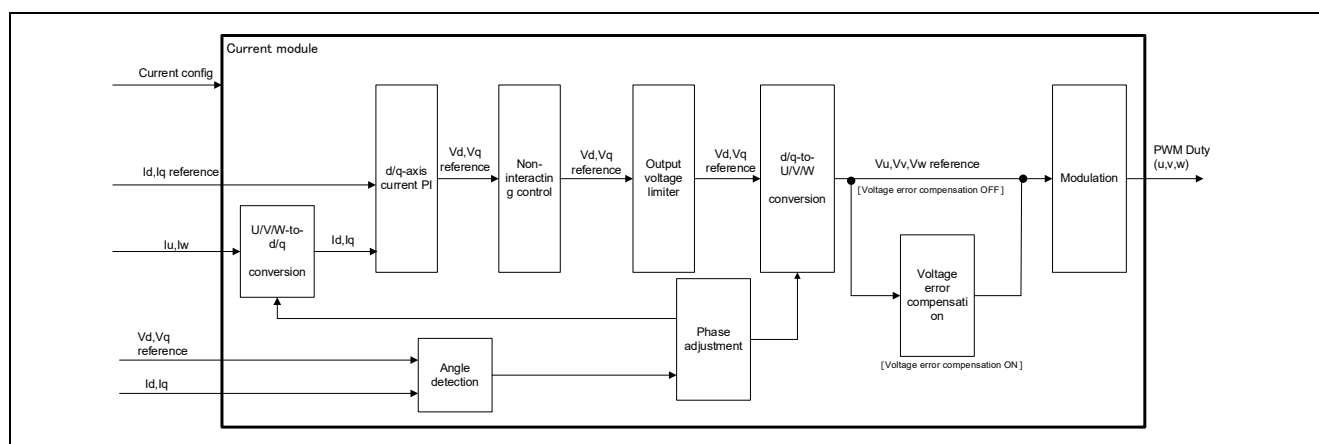 Current module
Current config
Id,Iq reference
Iu,Iw
U/V/W-to-
d/q
conversion
Id,Iq
d/q-axis
current PI
Vd,Vq
reference
Non-
interactin
g control
Vd,Vq
reference
Output
voltage
limiter
Vd,Vq
reference
d/q-to-
U/V/W
conversion
Vu,Vv,Vw reference
[Voltage error compensation OFF]
Voltage
error
compensati
on
[Voltage error compensation ON]
Modulation
PWM Duty
(u,v,w)
Vd,Vq
reference
Id,Iq
Angle
detection
Phase
adjustment